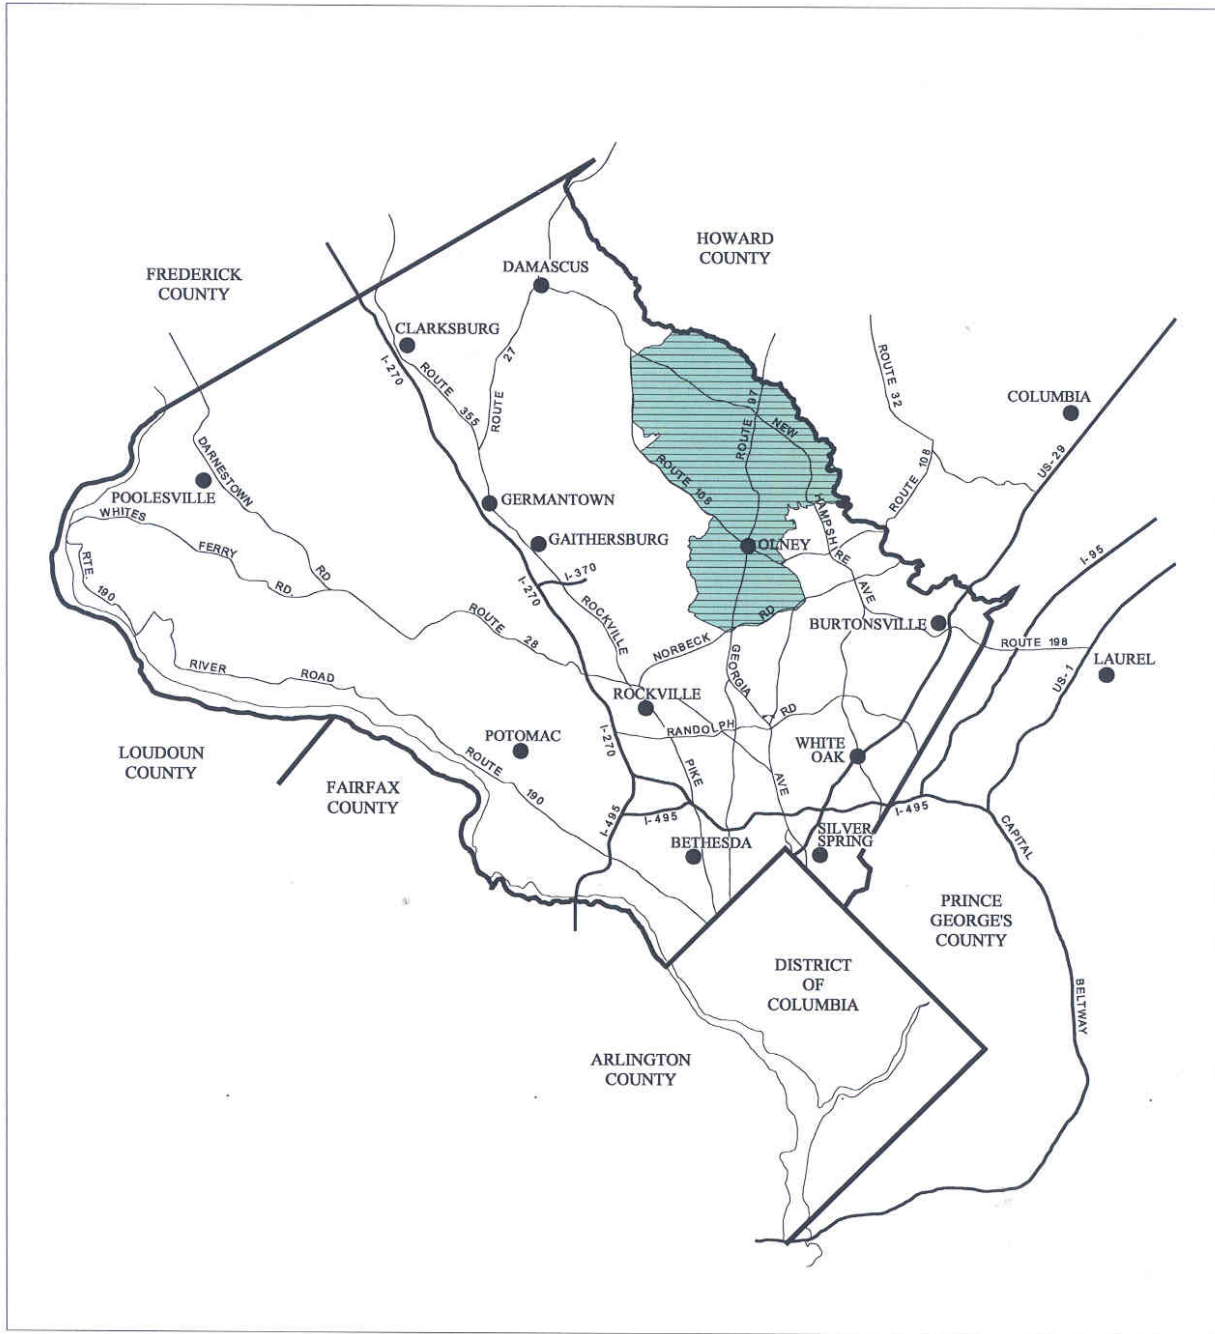 HOWARD
COUNTY
FREDERICK
COUNTY
DAMASCUS
CLARKSBURG
I-270
ROUTE 355
ROUTE 27
ROUTE 97
NEW
HAMPSHIRE
AVE
ROUTE 32
COLUMBIA
US-29
ROUTE 108
ROUTE 108
DARNESTOWN
RD
POOLESVILLE
GERMANTOWN
WHITES
FERRY
RD.
GAITHERSBURG
OLNEY
I-95
RTE.
190
I-370
I-270
ROCKVILLE
ROUTE
28
NORBECK
RD
BURTONSVILLE
ROUTE 198
GEORGIA
LAUREL
US-1
RIVER
ROAD
ROCKVILLE
RANDOLPH
RD
POTOMAC
I-270
WHITE
OAK
LOUDOUN
COUNTY
ROUTE
190
PIKE
AVE
FAIRFAX
COUNTY
I-495
I-495
I-495
CAPITAL
BETHESDA
SILVER
SPRING
PRINCE
GEORGE'S
COUNTY
DISTRICT
OF
COLUMBIA
BELTWAY
ARLINGTON
COUNTY